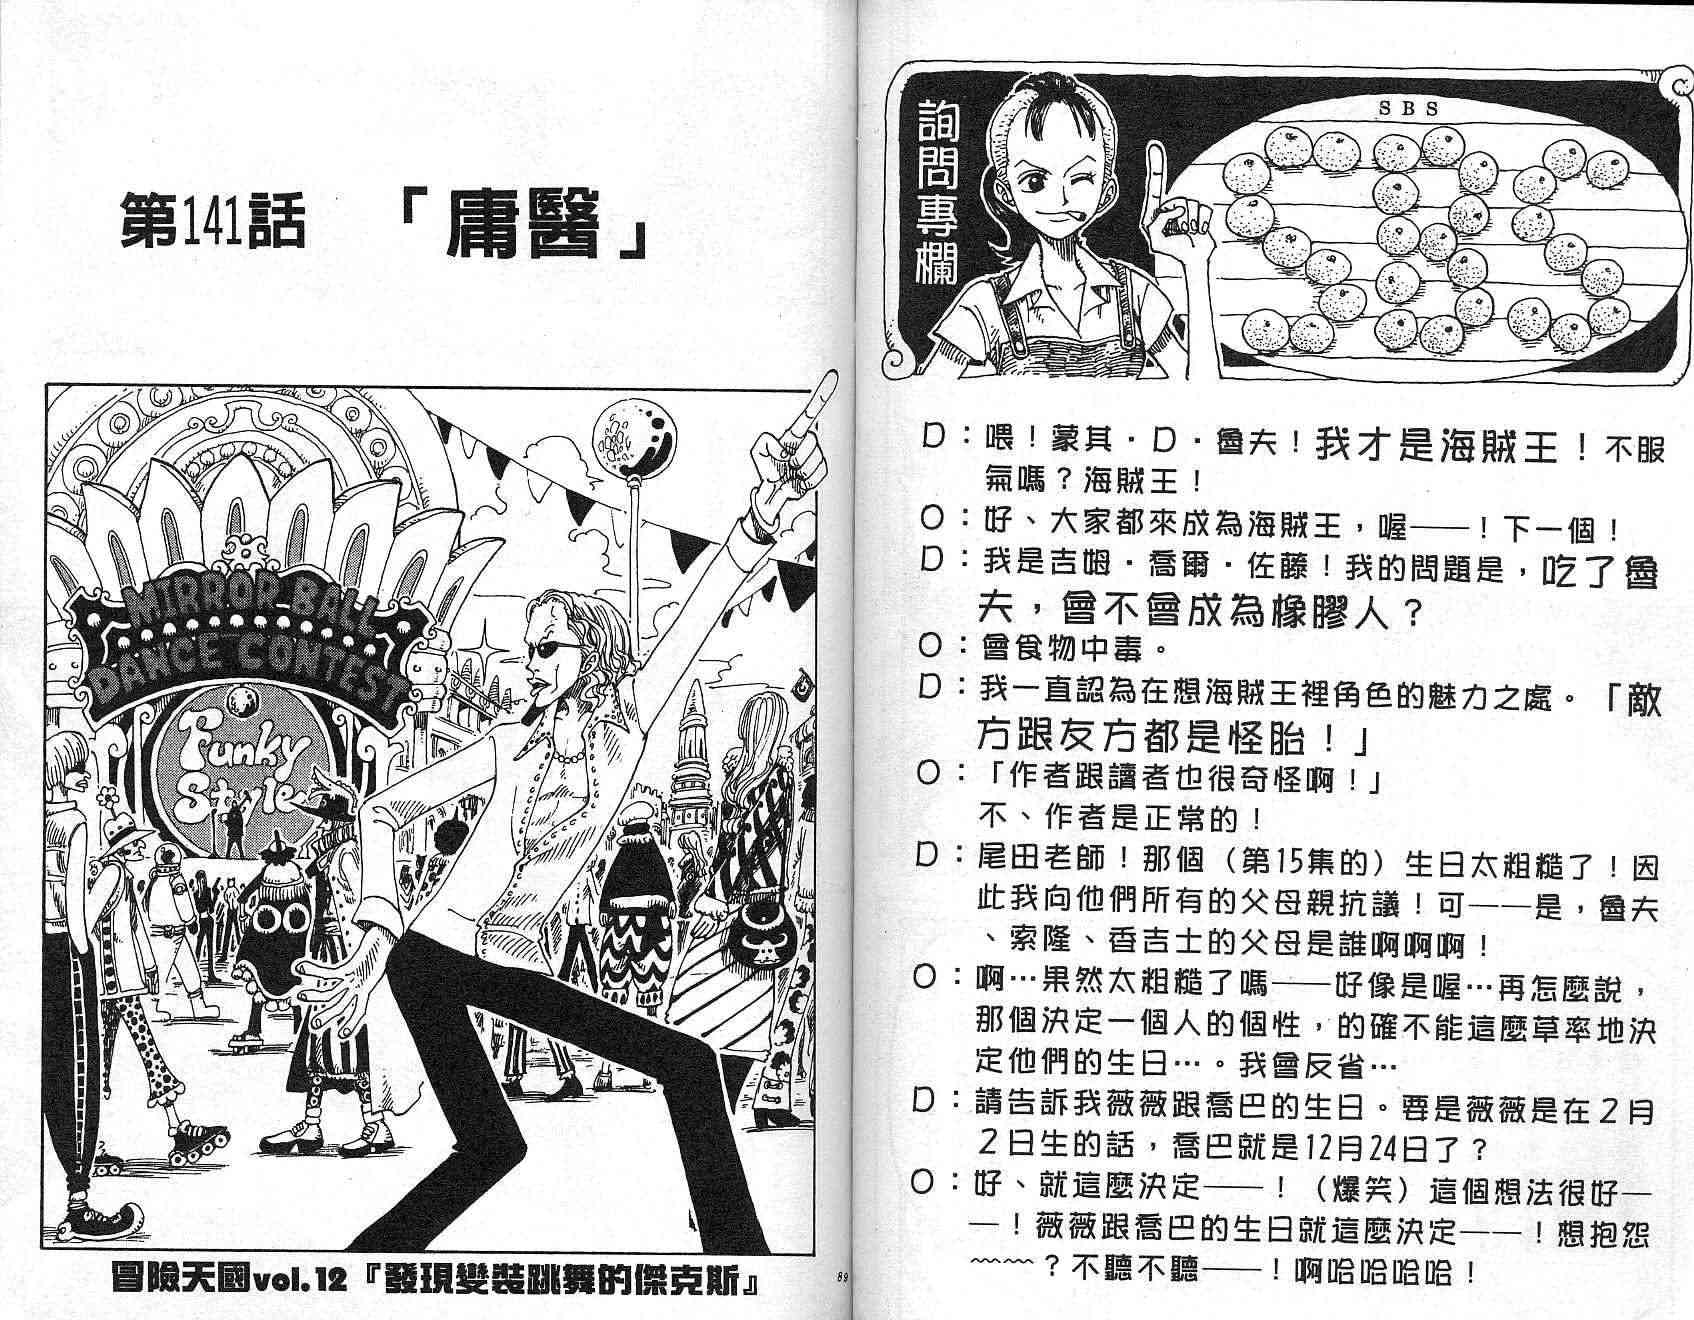 詢問專欄
SBS
D：喂！蒙其・D・魯夫！我才是海賊王！不服
氣嗎？海賊王！
O：好、大家都來成為海賊王，喔——！下一個！
D：我是吉姆・喬爾・佐藤！我的問題是，吃了魯
夫，會不會成為橡膠人？
O：會食物中毒。
D：我一直認為在想海賊王裡角色的魅力之處。「敵
方跟友方都是怪胎！」
O：「作者跟讀者也很奇怪啊！」
不、作者是正常的！
D：尾田老師！那個（第15集的）生日太粗糙了！因
此我向他們所有的父母親抗議！可——是，魯夫
、索隆、香吉士的父母是誰啊啊啊！
O：啊…果然太粗糙了嗎——好像是喔…再怎麼說，
那個決定一個人的個性，的確不能這麼草率地決
定他們的生日…。我會反省…
D：請告訴我薇薇跟喬巴的生日。要是薇薇是在２月
２日生的話，喬巴就是12月24日了？
O：好、就這麼決定——！（爆笑）這個想法很好—
—！薇薇跟喬巴的生日就這麼決定——！想抱怨
~~~~？不聽不聽——！啊哈哈哈哈！
第141話　「庸醫」
MIRROR BALL
DANCE CONTEST
Funky
Style
冒險天國vol.12『發現變裝跳舞的傑克斯』
89